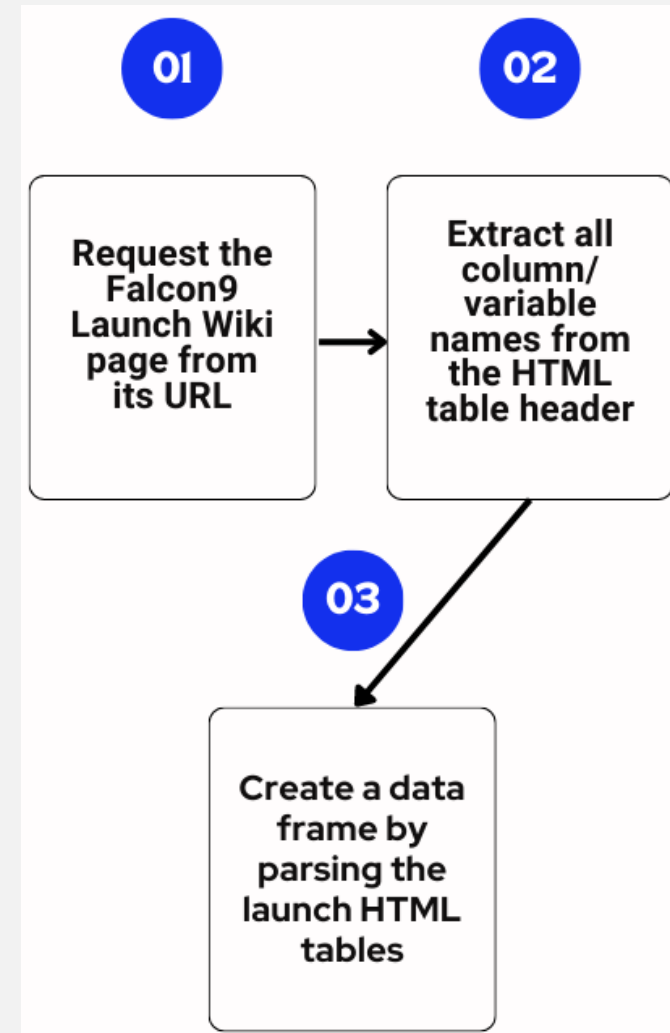 01
02
Request the
Falcon9
Launch Wiki
page from
its URL
Extract all
column/
variable
names from
the HTML
table header
03
Create a data
frame by
parsing the
launch HTML
tables